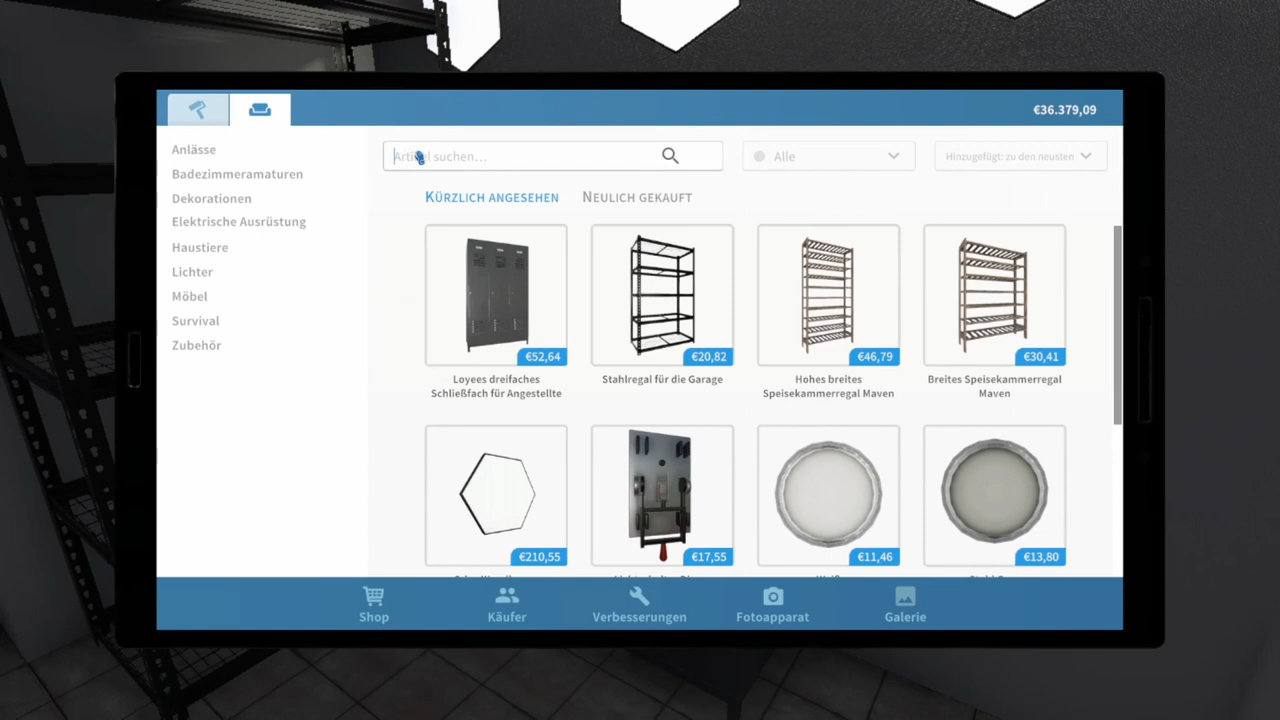 €36.379,09
Artikel suchen...
Alle
Hinzugefügt: zu den neusten
Anlässe
Badezimmeramaturen
Dekorationen
Elektrische Ausrüstung
Haustiere
Lichter
Möbel
Survival
Zubehör
KÜRZLICH ANGESEHEN
NEULICH GEKAUFT
€52,64
€20,82
€46,79
€30,41
Loyees dreifaches
Schließfach für Angestellte
Stahlregal für die Garage
Hohes breites
Speisekammerregal Maven
Breites Speisekammerregal
Maven
€210,55
€17,55
€11,46
€13,80
Shop
Käufer
Verbesserungen
Fotoapparat
Galerie